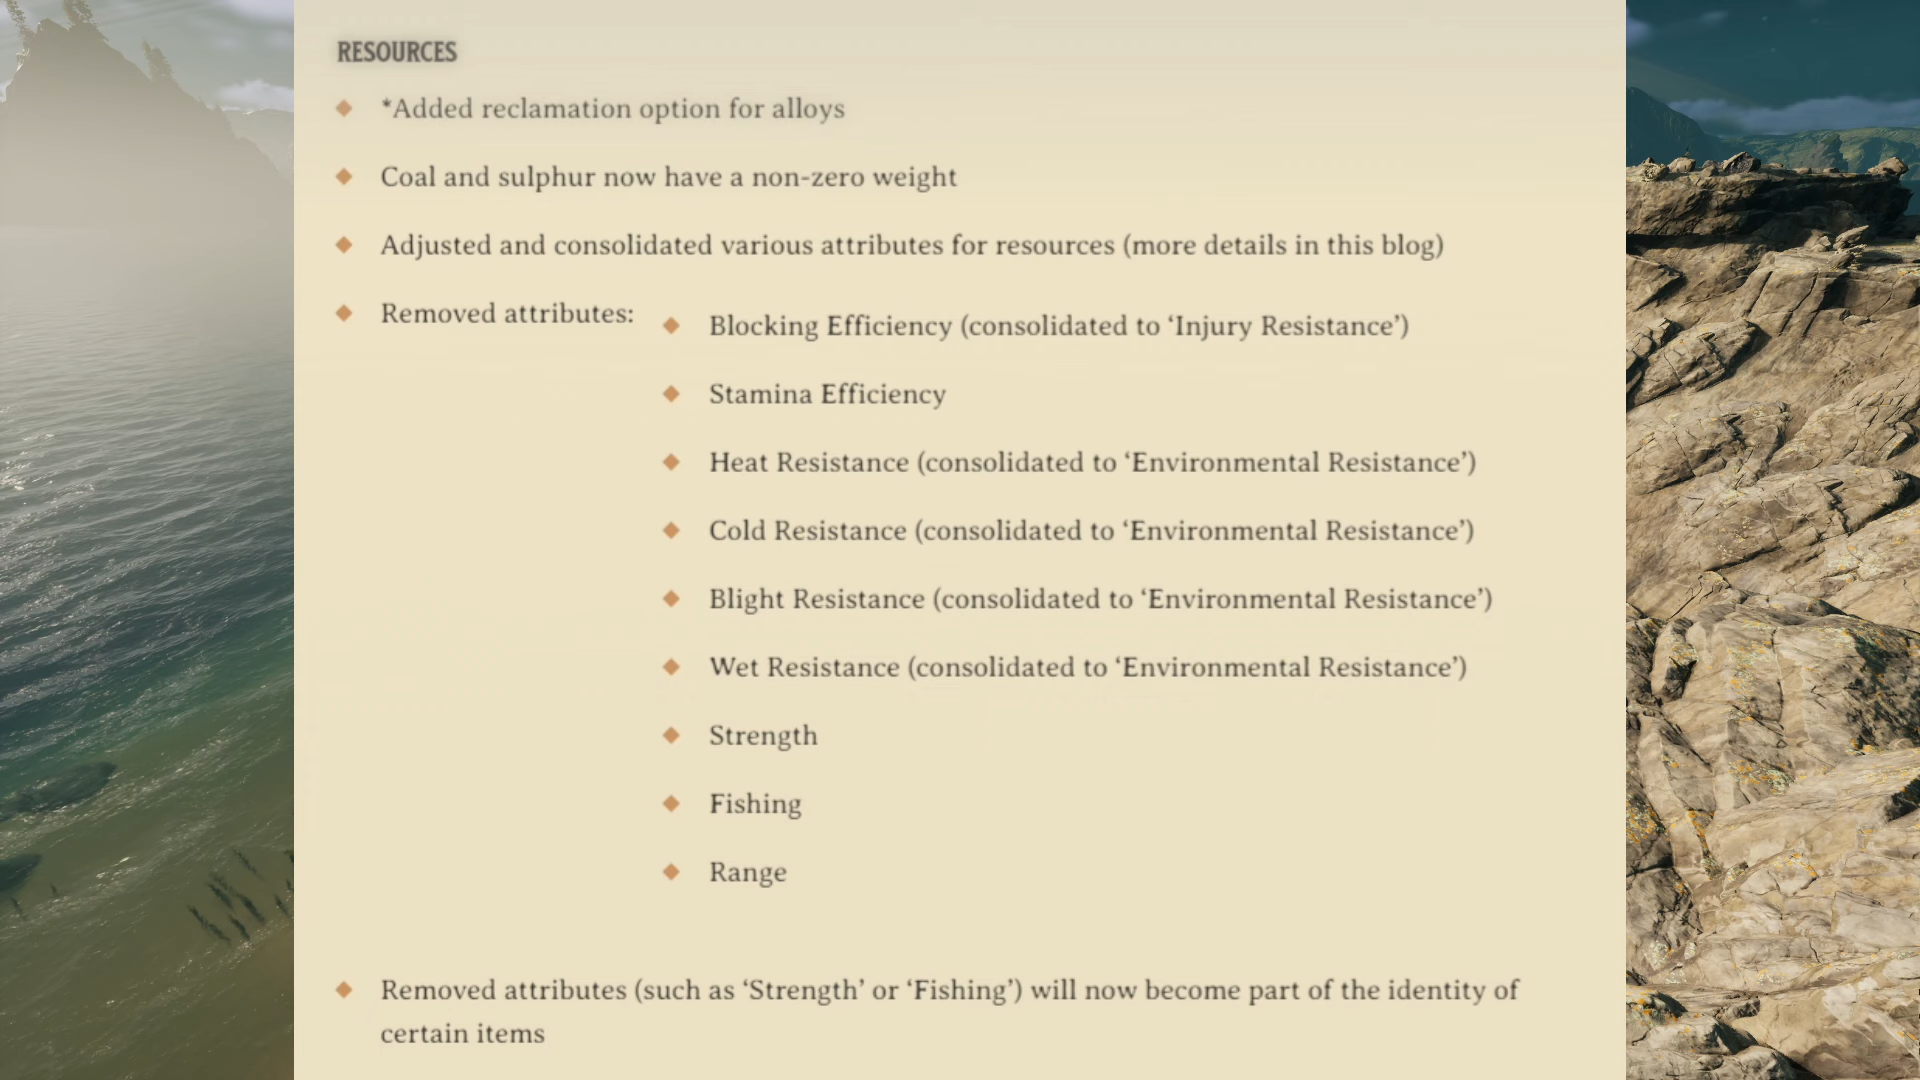 RESOURCES
*Added reclamation option for alloys
Coal and sulphur now have a non-zero weight
Adjusted and consolidated various attributes for resources (more details in this blog)
Removed attributes:
Blocking Efficiency (consolidated to ‘Injury Resistance’)
Stamina Efficiency
Heat Resistance (consolidated to ‘Environmental Resistance’)
Cold Resistance (consolidated to ‘Environmental Resistance’)
Blight Resistance (consolidated to ‘Environmental Resistance’)
Wet Resistance (consolidated to ‘Environmental Resistance’)
Strength
Fishing
Range
Removed attributes (such as ‘Strength’ or ‘Fishing’) will now become part of the identity of
certain items